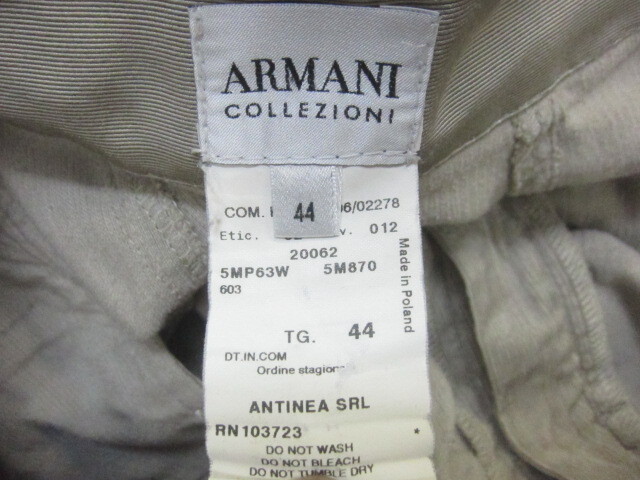 ARMANI
COLLEZIONI
44
COM. 06/02278
Etic. 012
20062
5MP63W 5M870
603
Made in Poland
TG. 44
DT.IN.COM
Ordine stagion
ANTINEA SRL
RN103723 *
DO NOT WASH
DO NOT BLEACH
DO NOT TUMBLE DRY